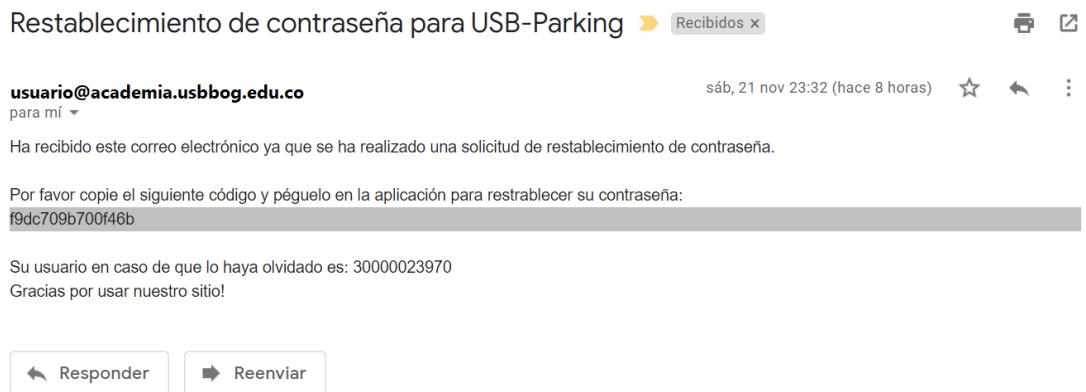 Restablecimiento de contraseña para USB-Parking Recibidos x
usuario@academia.usbbog.edu.co sáb, 21 nov 23:32 (hace 8 horas)
para mí
Ha recibido este correo electrónico ya que se ha realizado una solicitud de restablecimiento de contraseña.
Por favor copie el siguiente código y péguelo en la aplicación para restrablecer su contraseña:
f9dc709b700f46b
Su usuario en caso de que lo haya olvidado es: 30000023970
Gracias por usar nuestro sitio!
Responder Reenviar